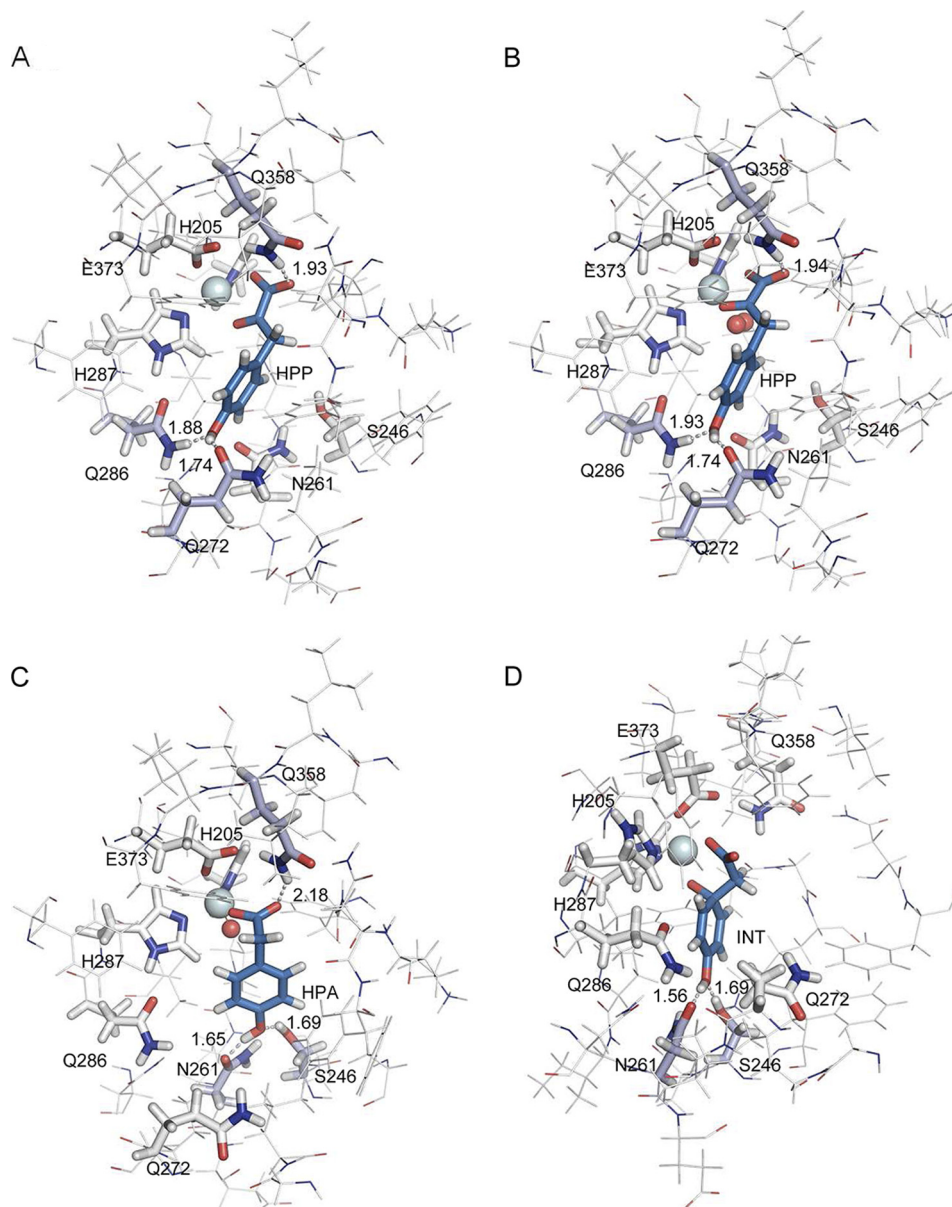 A
Q358
H205
E373
1.93
H287
HPP
1.88
S246
Q286
1.74
N261
Q272
B
Q358
H205
E373
1.94
H287
HPP
1.93
S246
Q286
1.74
N261
Q272
C
Q358
H205
E373
2.18
H287
HPA
1.69
1.65
Q286
N261
S246
Q272
D
E373
Q358
H205
H287
INT
Q286
1.56
1.69
Q272
N261
S246